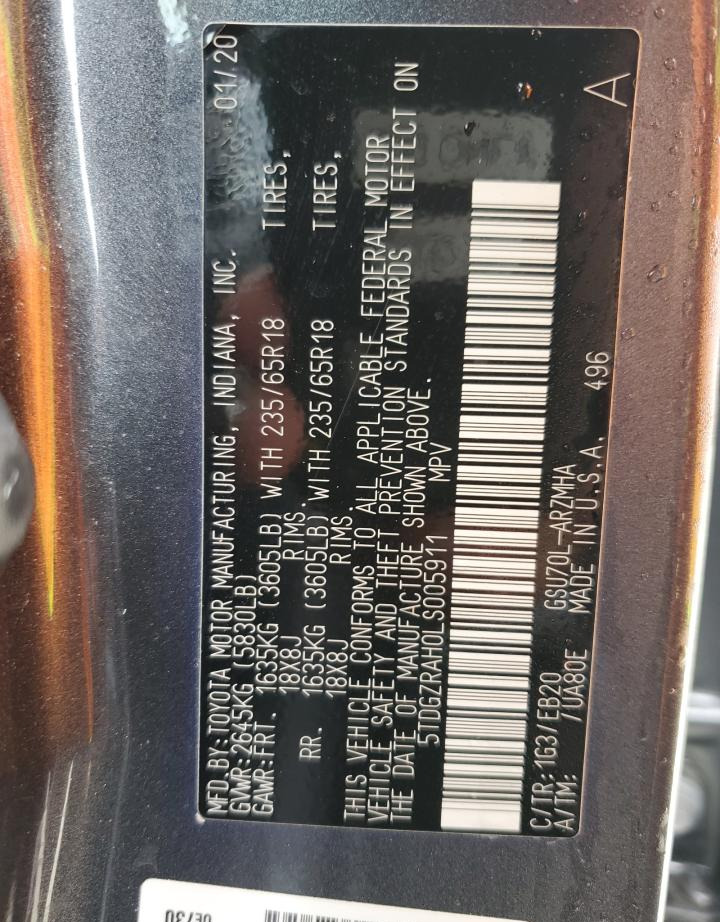 MFD.BY:TOYOTA MOTOR MANUFACTURING, INDIANA, INC. 01/20
GVWR:2645KG (5830LB)
GAWR:FRT. 1635KG (3605LB) WITH 235/65R18 TIRES,
18X8J RIMS.
RR. 1635KG (3605LB) WITH 235/65R18 TIRES,
18X8J RIMS.
THIS VEHICLE CONFORMS TO ALL APPLICABLE FEDERAL MOTOR
VEHICLE SAFETY AND THEFT PREVENTION STANDARDS IN EFFECT ON
THE DATE OF MANUFACTURE SHOWN ABOVE.
5TDGZRAH0LS005911 MPV
C/TR:1G3/EB20 GSU70L-ARZMHA
A/TM: /UA80E MADE IN U.S.A. 496 A
0E730